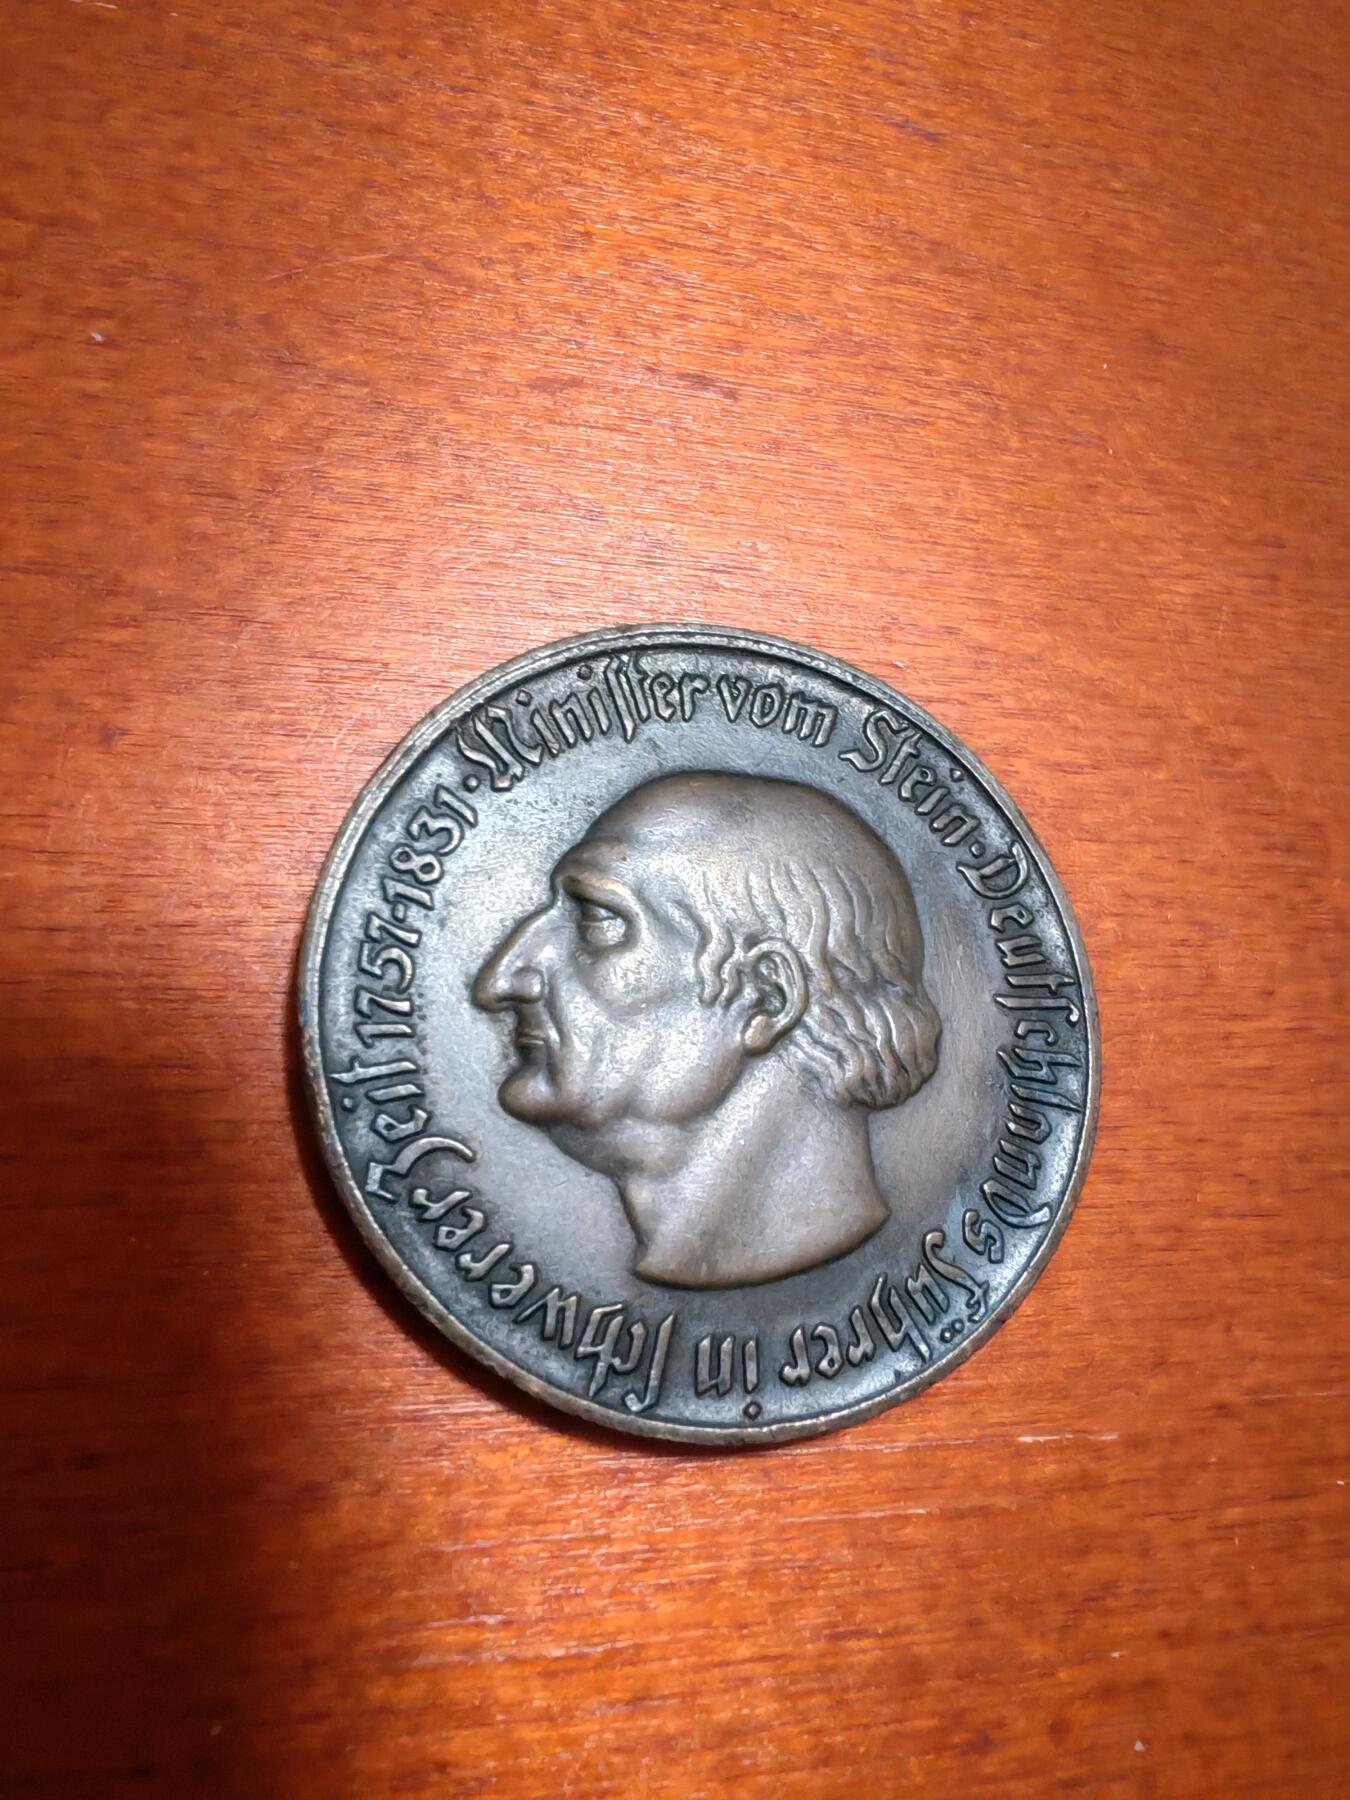 Minister vom Stein · Deutschlands Führer in schwerer Zeit 1757·1831 ·